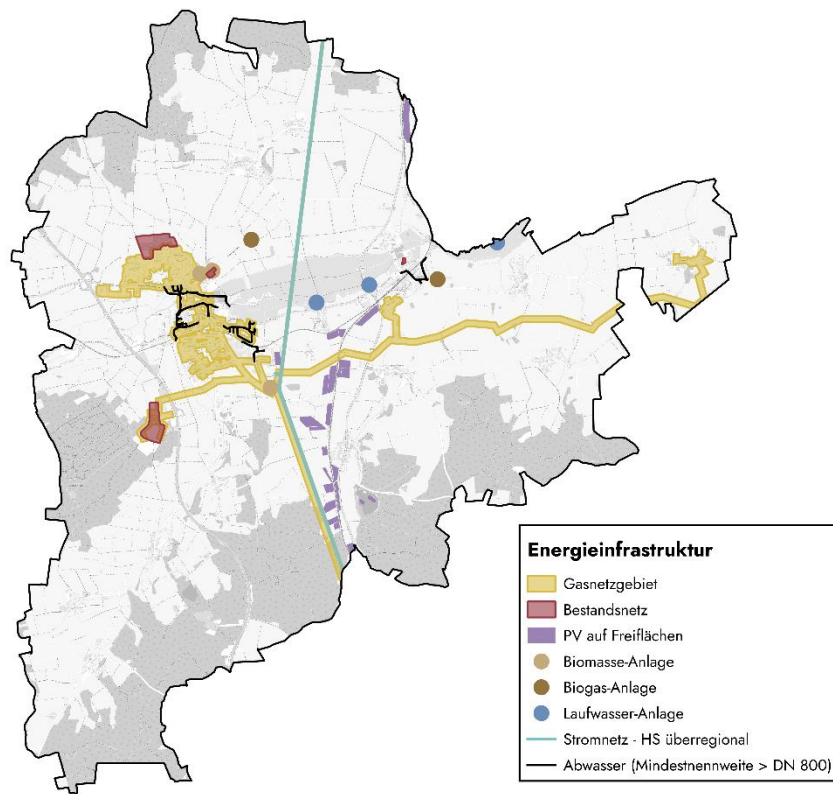 Energieinfrastruktur
Gasnetzgebiet
Bestandsnetz
PV auf Freiflächen
Biomasse-Anlage
Biogas-Anlage
Laufwasser-Anlage
Stromnetz - HS überregional
Abwasser (Mindestnennweite > DN 800)